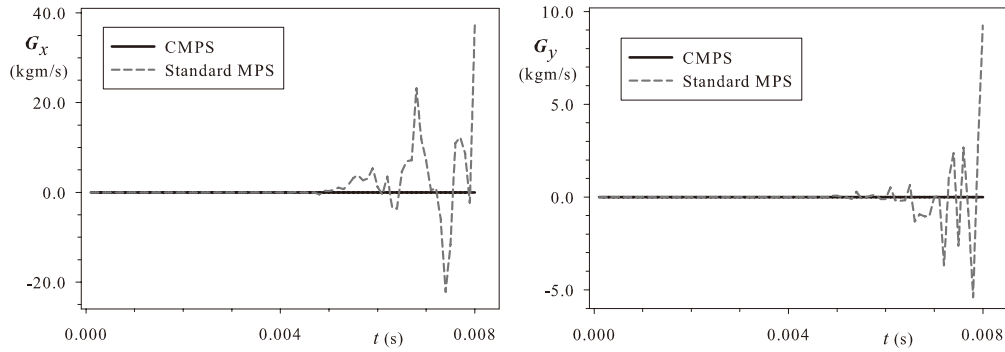 40.0
G_x
(kgm/s)
CMPS
Standard MPS
20.0
0.0
-20.0
0.000
0.004
t (s)
0.008
10.0
G_y
(kgm/s)
CMPS
Standard MPS
5.0
0.0
-5.0
0.000
0.004
t (s)
0.008